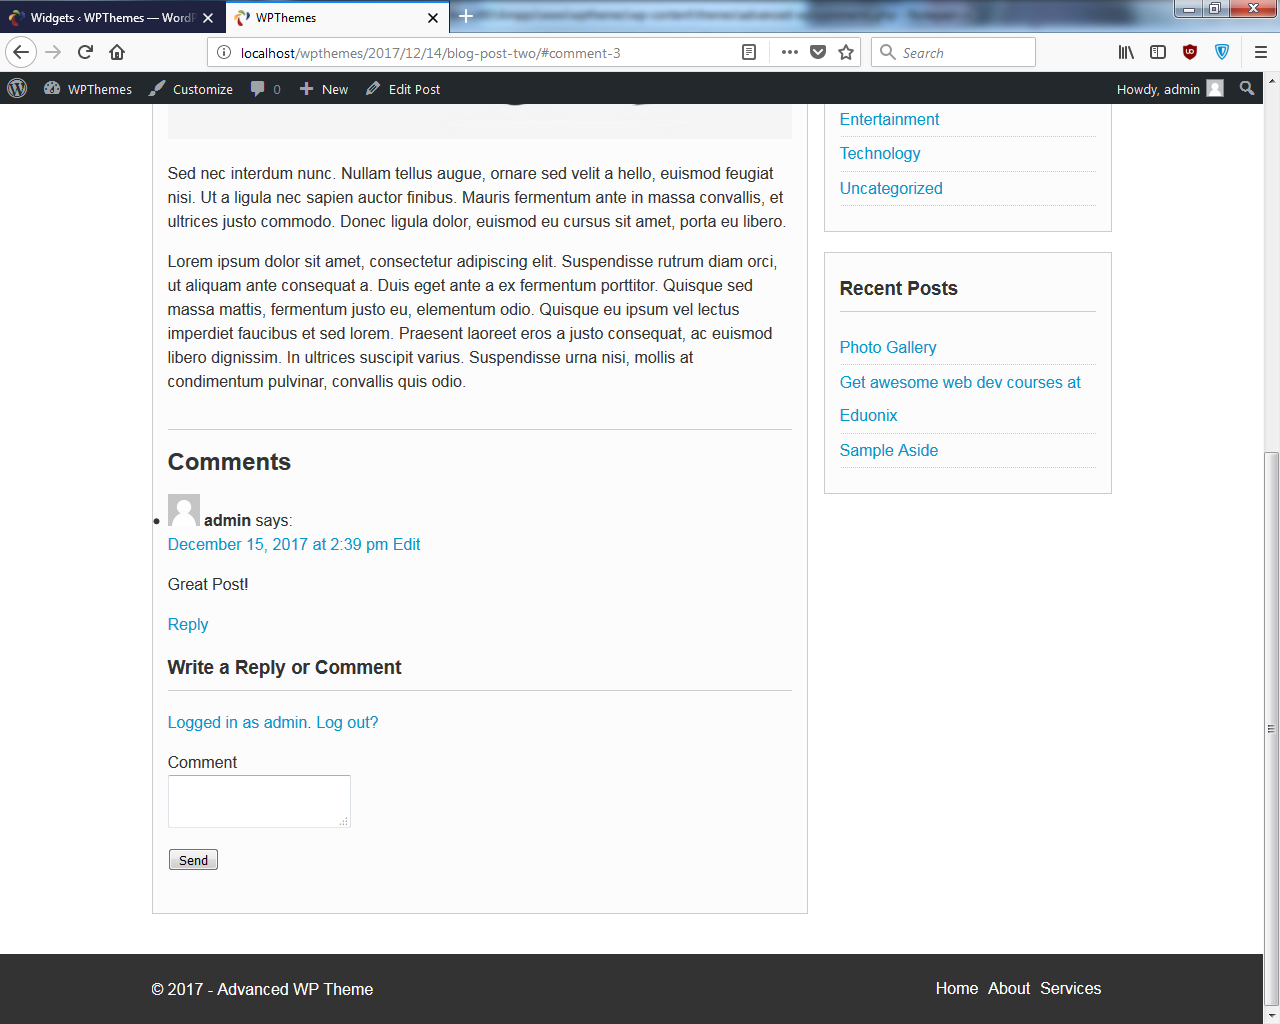 Widgets ‹ WPThemes — WordP
WPThemes
localhost/wpthemes/2017/12/14/blog-post-two/#comment-3
Search
WPThemes
Customize
0
New
Edit Post
Howdy, admin
Sed nec interdum nunc. Nullam tellus augue, ornare sed velit a hello, euismod feugiat
nisi. Ut a ligula nec sapien auctor finibus. Mauris fermentum ante in massa convallis, et
ultrices justo commodo. Donec ligula dolor, euismod eu cursus sit amet, porta eu libero.
Lorem ipsum dolor sit amet, consectetur adipiscing elit. Suspendisse rutrum diam orci,
ut aliquam ante consequat a. Duis eget ante a ex fermentum porttitor. Quisque sed
massa mattis, fermentum justo eu, elementum odio. Quisque eu ipsum vel lectus
imperdiet faucibus et sed lorem. Praesent laoreet eros a justo consequat, ac euismod
libero dignissim. In ultrices suscipit varius. Suspendisse urna nisi, mollis at
condimentum pulvinar, convallis quis odio.
Comments
admin says:
December 15, 2017 at 2:39 pm Edit
Great Post!
Reply
Write a Reply or Comment
Logged in as admin. Log out?
Comment
Send
Entertainment
Technology
Uncategorized
Recent Posts
Photo Gallery
Get awesome web dev courses at
Eduonix
Sample Aside
© 2017 - Advanced WP Theme
Home
About
Services